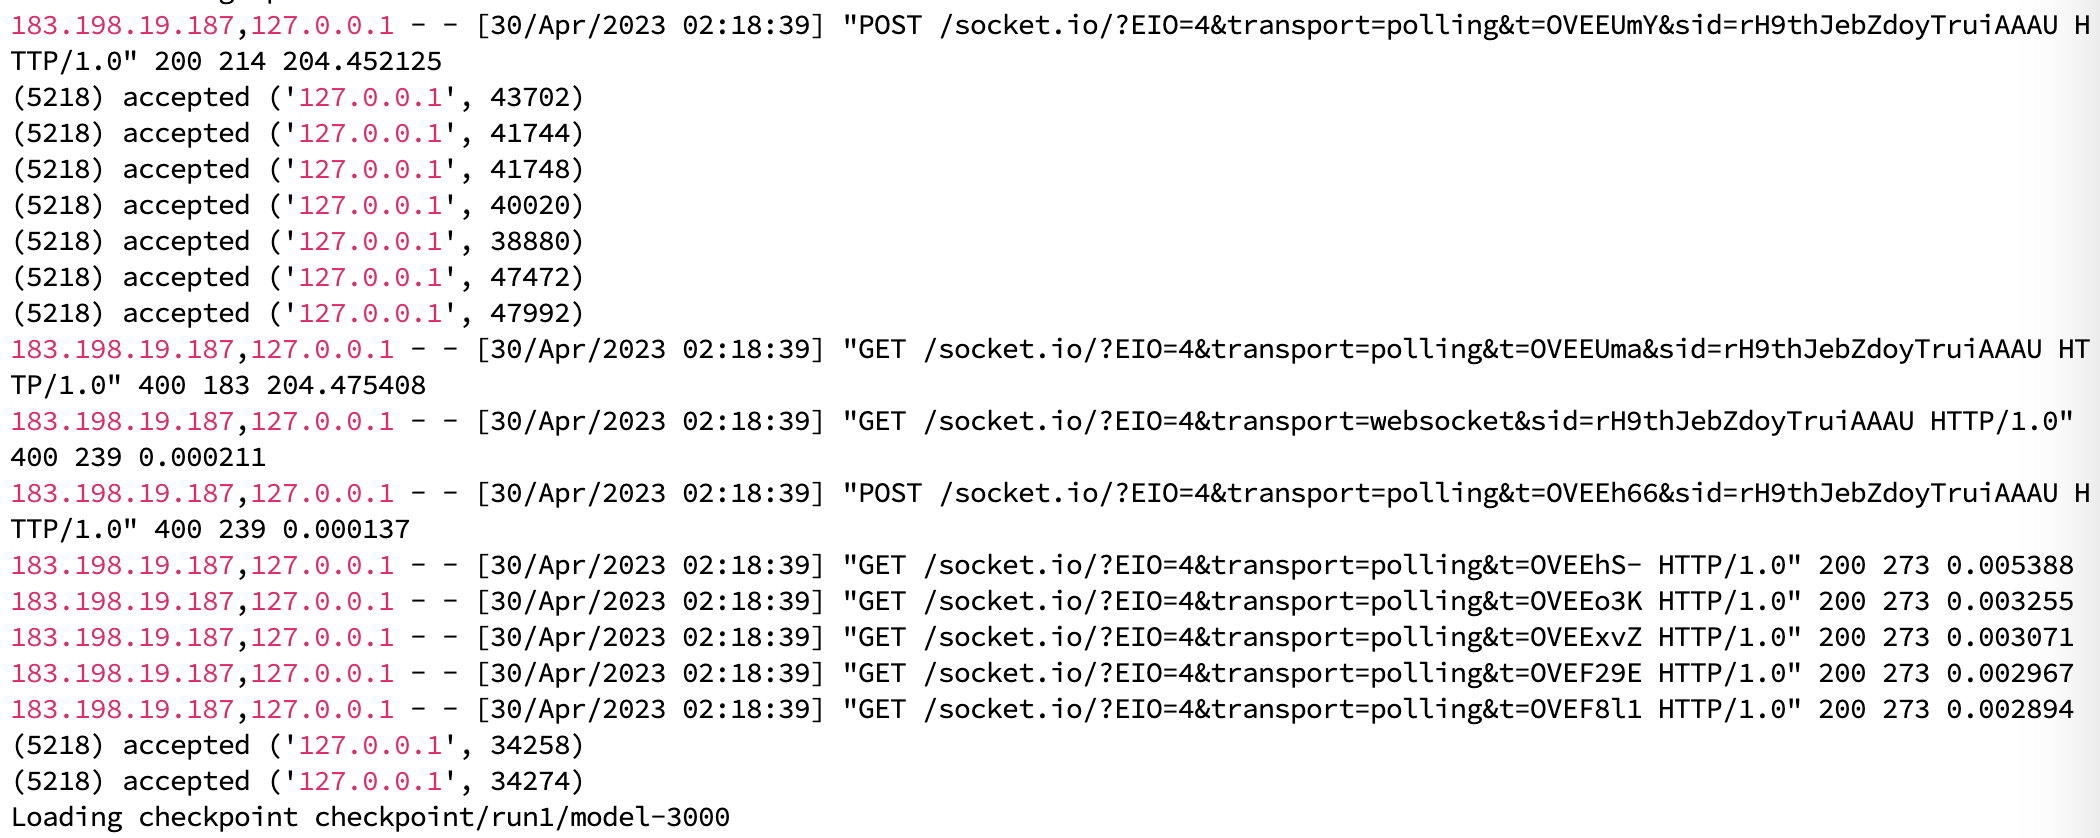 183.198.19.187,127.0.0.1 - - [30/Apr/2023 02:18:39] "POST /socket.io/?EIO=4&transport=polling&t=OVEEUmY&sid=rH9thJebZdoyTruiAAAU H
TTP/1.0" 200 214 204.452125
(5218) accepted ('127.0.0.1', 43702)
(5218) accepted ('127.0.0.1', 41744)
(5218) accepted ('127.0.0.1', 41748)
(5218) accepted ('127.0.0.1', 40020)
(5218) accepted ('127.0.0.1', 38880)
(5218) accepted ('127.0.0.1', 47472)
(5218) accepted ('127.0.0.1', 47992)
183.198.19.187,127.0.0.1 - - [30/Apr/2023 02:18:39] "GET /socket.io/?EIO=4&transport=polling&t=OVEEUma&sid=rH9thJebZdoyTruiAAAU HT
TP/1.0" 400 183 204.475408
183.198.19.187,127.0.0.1 - - [30/Apr/2023 02:18:39] "GET /socket.io/?EIO=4&transport=websocket&sid=rH9thJebZdoyTruiAAAU HTTP/1.0"
400 239 0.000211
183.198.19.187,127.0.0.1 - - [30/Apr/2023 02:18:39] "POST /socket.io/?EIO=4&transport=polling&t=OVEEh66&sid=rH9thJebZdoyTruiAAAU H
TTP/1.0" 400 239 0.000137
183.198.19.187,127.0.0.1 - - [30/Apr/2023 02:18:39] "GET /socket.io/?EIO=4&transport=polling&t=OVEEhS- HTTP/1.0" 200 273 0.005388
183.198.19.187,127.0.0.1 - - [30/Apr/2023 02:18:39] "GET /socket.io/?EIO=4&transport=polling&t=OVEEo3K HTTP/1.0" 200 273 0.003255
183.198.19.187,127.0.0.1 - - [30/Apr/2023 02:18:39] "GET /socket.io/?EIO=4&transport=polling&t=OVEExvZ HTTP/1.0" 200 273 0.003071
183.198.19.187,127.0.0.1 - - [30/Apr/2023 02:18:39] "GET /socket.io/?EIO=4&transport=polling&t=OVEF29E HTTP/1.0" 200 273 0.002967
183.198.19.187,127.0.0.1 - - [30/Apr/2023 02:18:39] "GET /socket.io/?EIO=4&transport=polling&t=OVEF8l1 HTTP/1.0" 200 273 0.002894
(5218) accepted ('127.0.0.1', 34258)
(5218) accepted ('127.0.0.1', 34274)
Loading checkpoint checkpoint/run1/model-3000